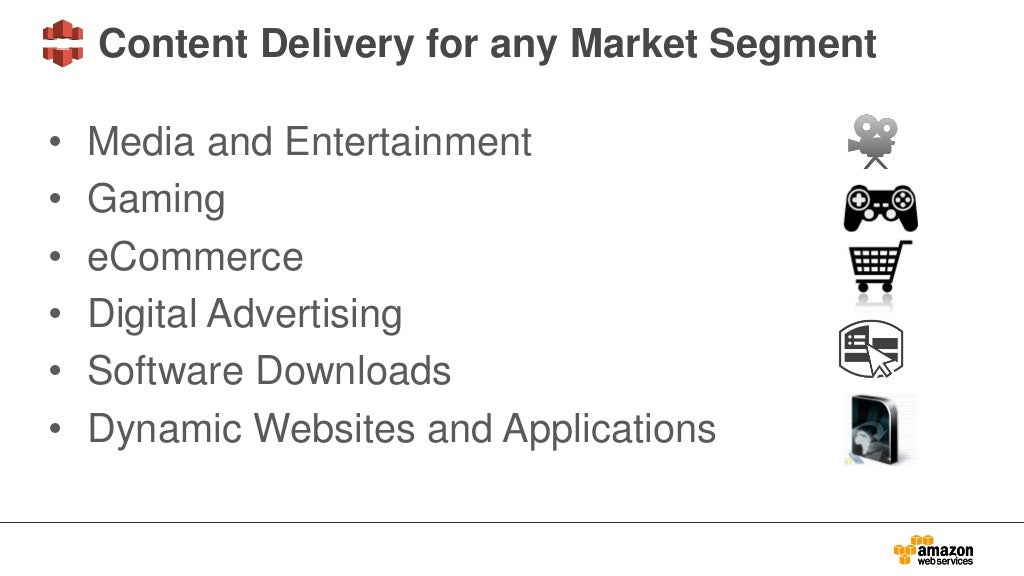 Content Delivery for any Market Segment
• Media and Entertainment
• Gaming
• eCommerce
• Digital Advertising
• Software Downloads
• Dynamic Websites and Applications
amazon
webservices